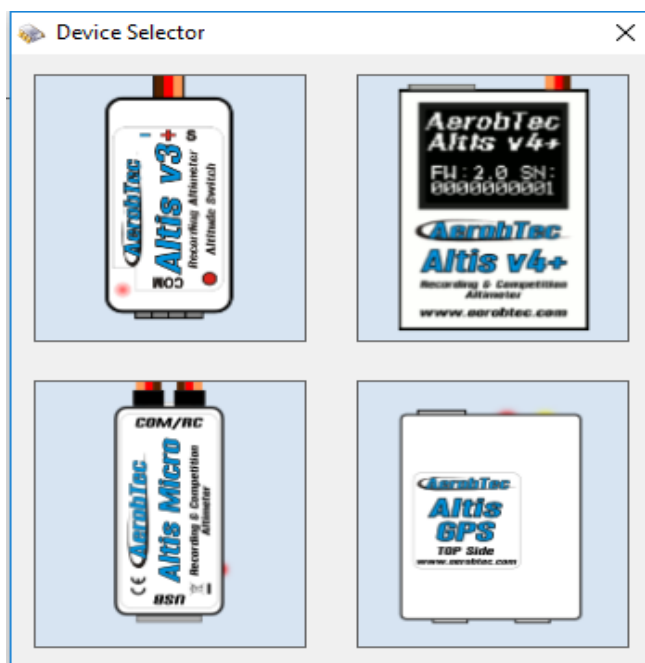 Device Selector
AerobTec
Altis v3+
Recording Altimeter
Altitude Switch
- + S
COM
AerobTec
Altis v4+
FW: 2.0 SN:
0000000001
AerobTec
Altis v4+
Recording & Competition
Altimeter
www.aerobtec.com
COM/RC
AerobTec
Altis Micro
Recording & Competition
Altimeter
CE
USB
AerobTec
Altis
GPS
TOP Side
www.aerobtec.com